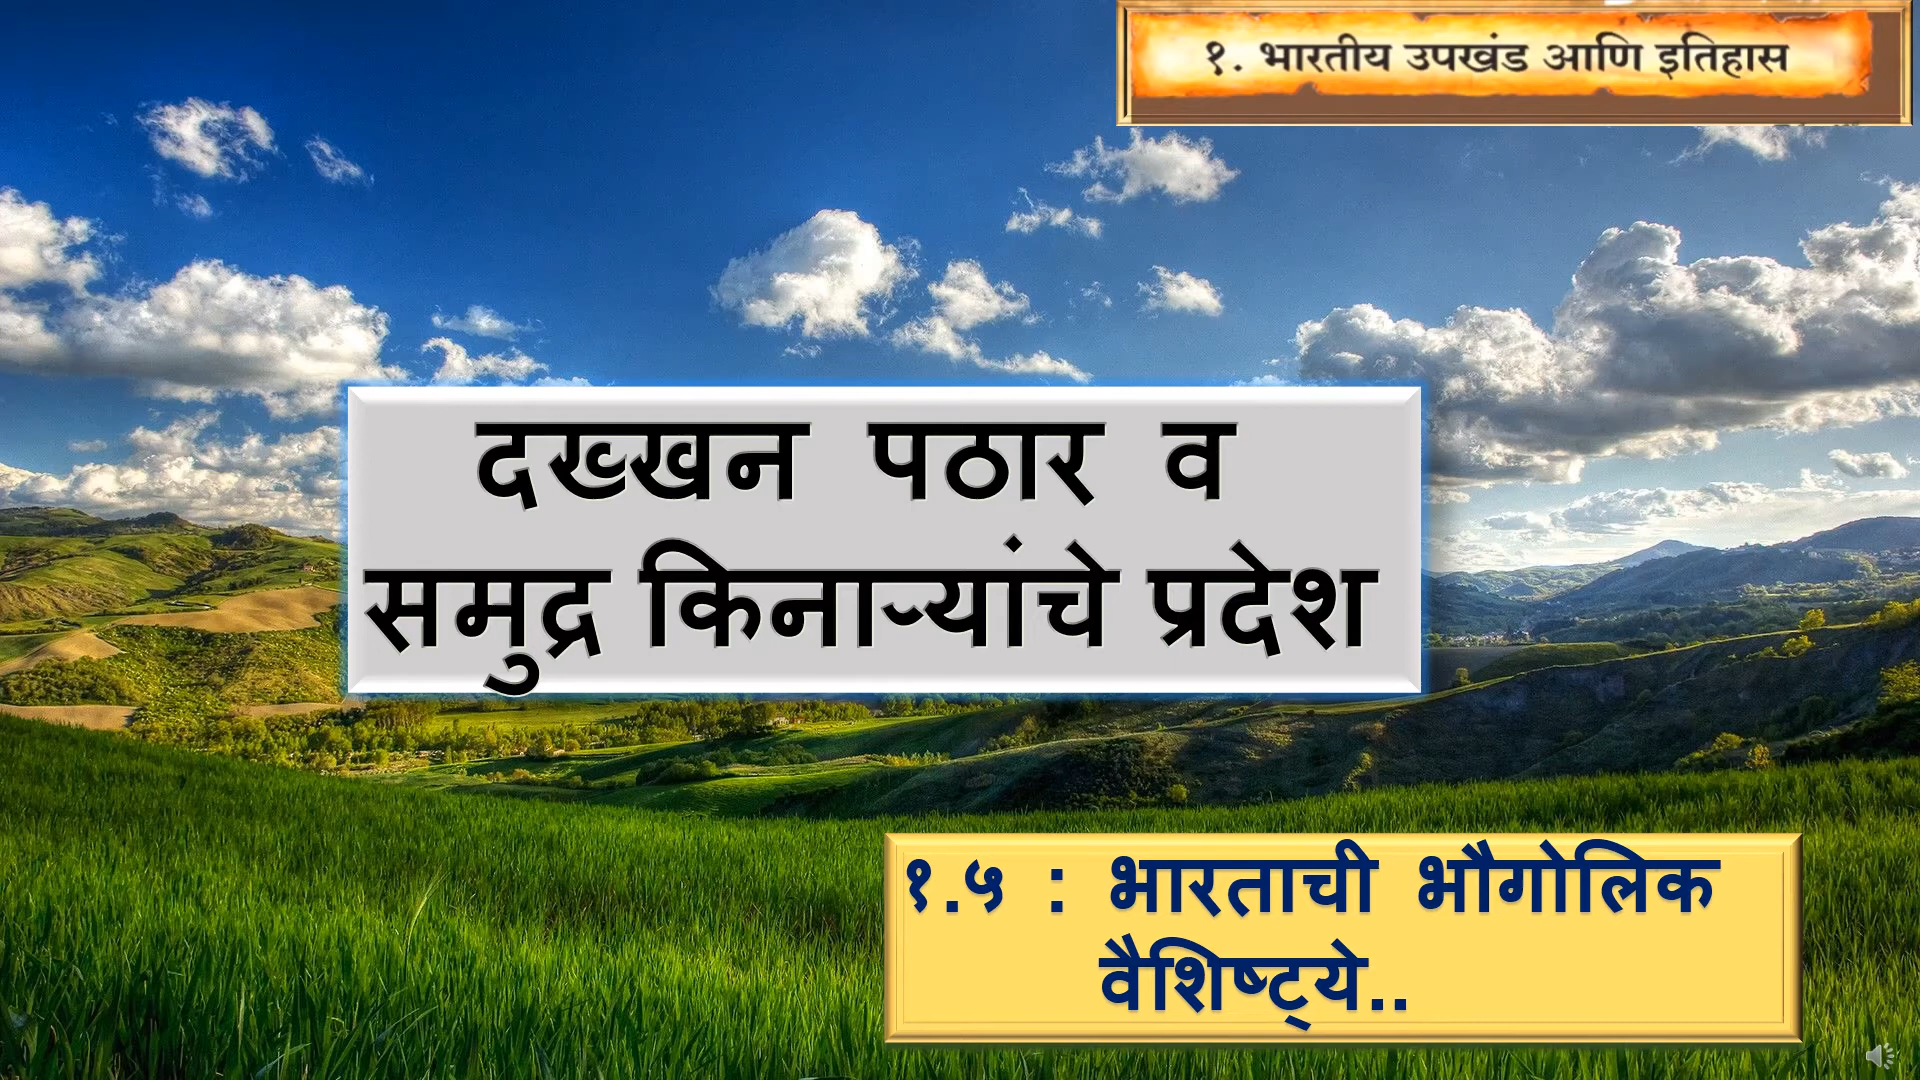 १. भारतीय उपखंड आणि इतिहास
दख्खन पठार व
समुद्र किनाऱ्यांचे प्रदेश
१.५ : भारताची भौगोलिक
वैशिष्ट्ये..